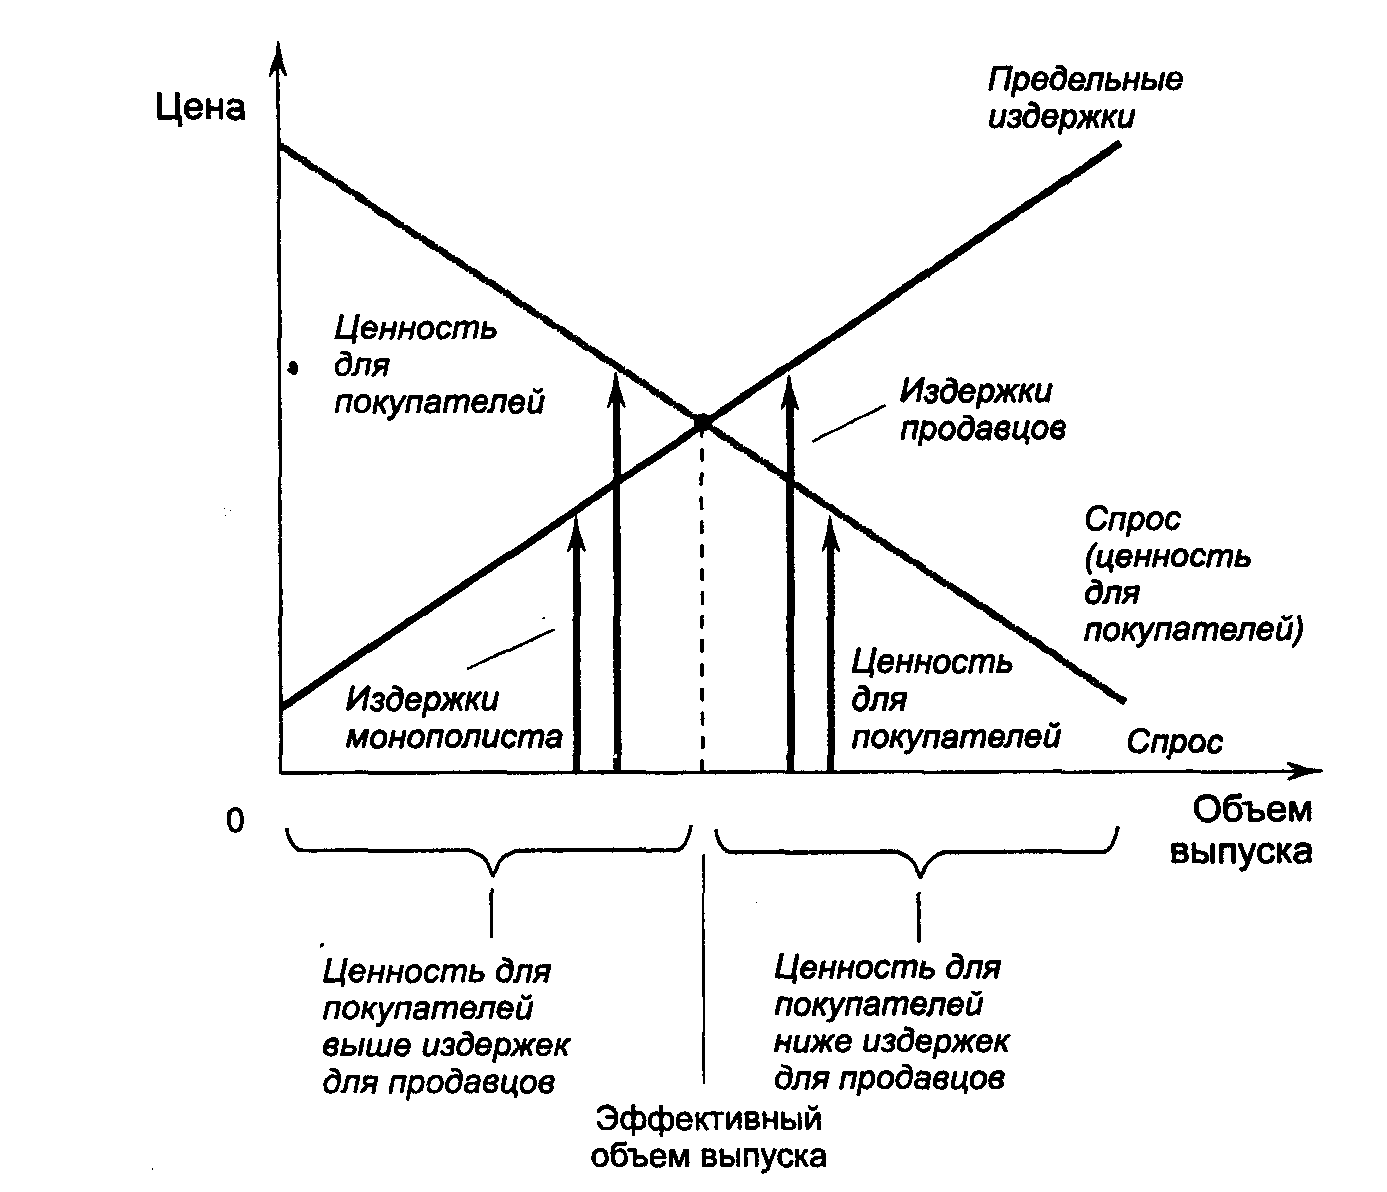 Цена
Предельные
издержки
Ценность
для
покупателей
Издержки
продавцов
Спрос
(ценность
для
покупателей)
Издержки
монополиста
Ценность
для
покупателей
Спрос
0
Объем
выпуска
Ценность для
покупателей
выше издержек
для продавцов
Ценность для
покупателей
ниже издержек
для продавцов
Эффективный
объем выпуска